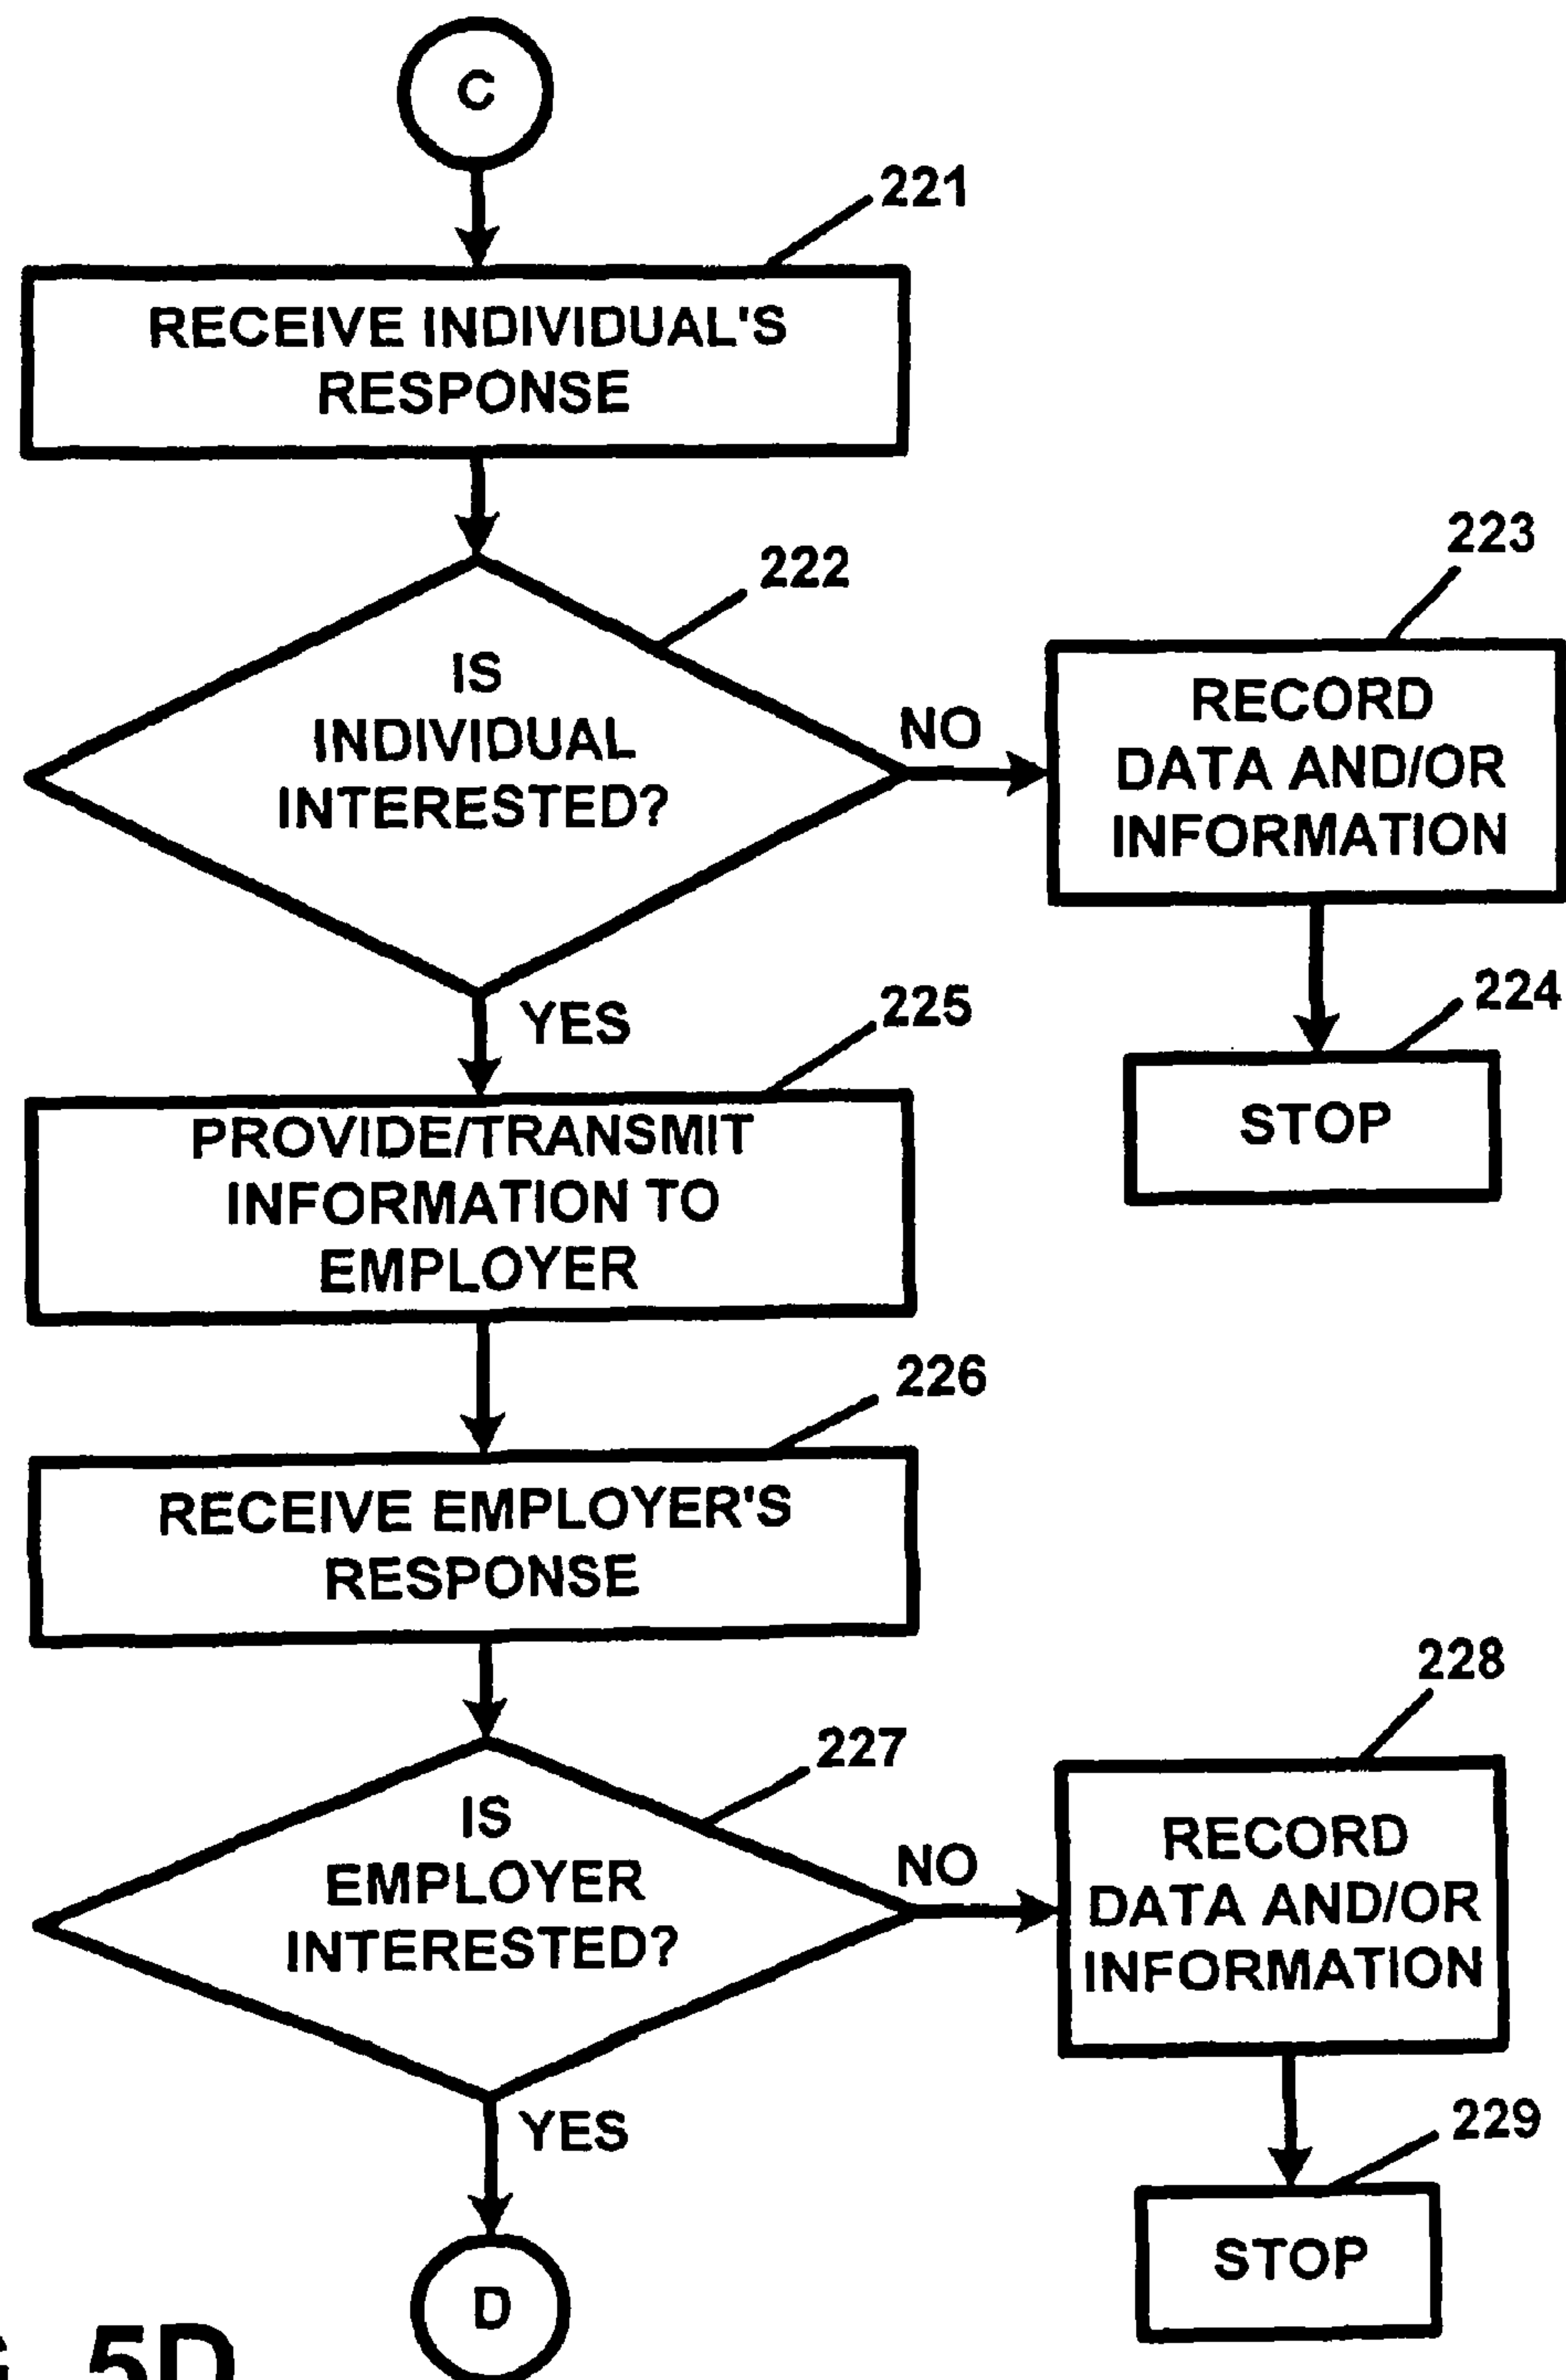 C
221
RECEIVE INDIVIDUAL'S
RESPONSE
222
IS
INDIVIDUAL
INTERESTED?
NO
223
RECORD
DATA AND/OR
INFORMATION
224
STOP
YES
225
PROVIDE/TRANSMIT
INFORMATION TO
EMPLOYER
226
RECEIVE EMPLOYER'S
RESPONSE
227
IS
EMPLOYER
INTERESTED?
NO
228
RECORD
DATA AND/OR
INFORMATION
229
STOP
YES
D
5D